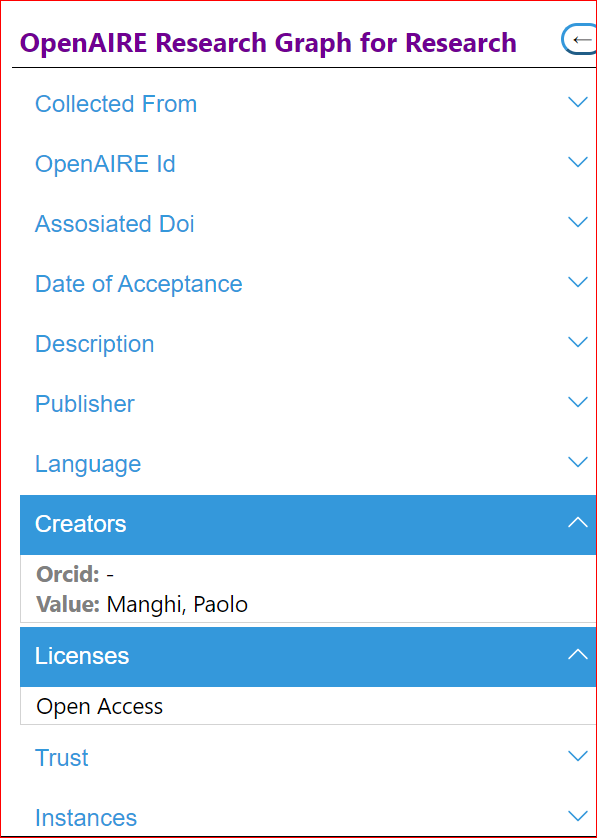 OpenAIRE Research Graph for Research
←
Collected From
OpenAIRE Id
Assosiated Doi
Date of Acceptance
Description
Publisher
Language
Creators
Orcid: -
Value: Manghi, Paolo
Licenses
Open Access
Trust
Instances